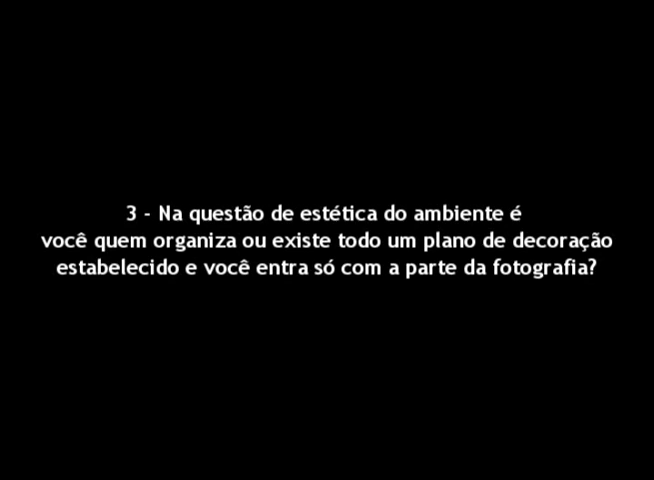 3 - Na questão de estética do ambiente é
você quem organiza ou existe todo um plano de decoração
estabelecido e você entra só com a parte da fotografia?